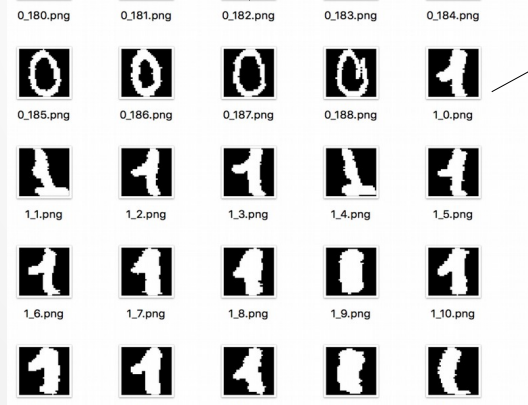 0_180.png 0_181.png 0_182.png 0_183.png 0_184.png
0_185.png 0_186.png 0_187.png 0_188.png 1_0.png
1_1.png 1_2.png 1_3.png 1_4.png 1_5.png
1_6.png 1_7.png 1_8.png 1_9.png 1_10.png